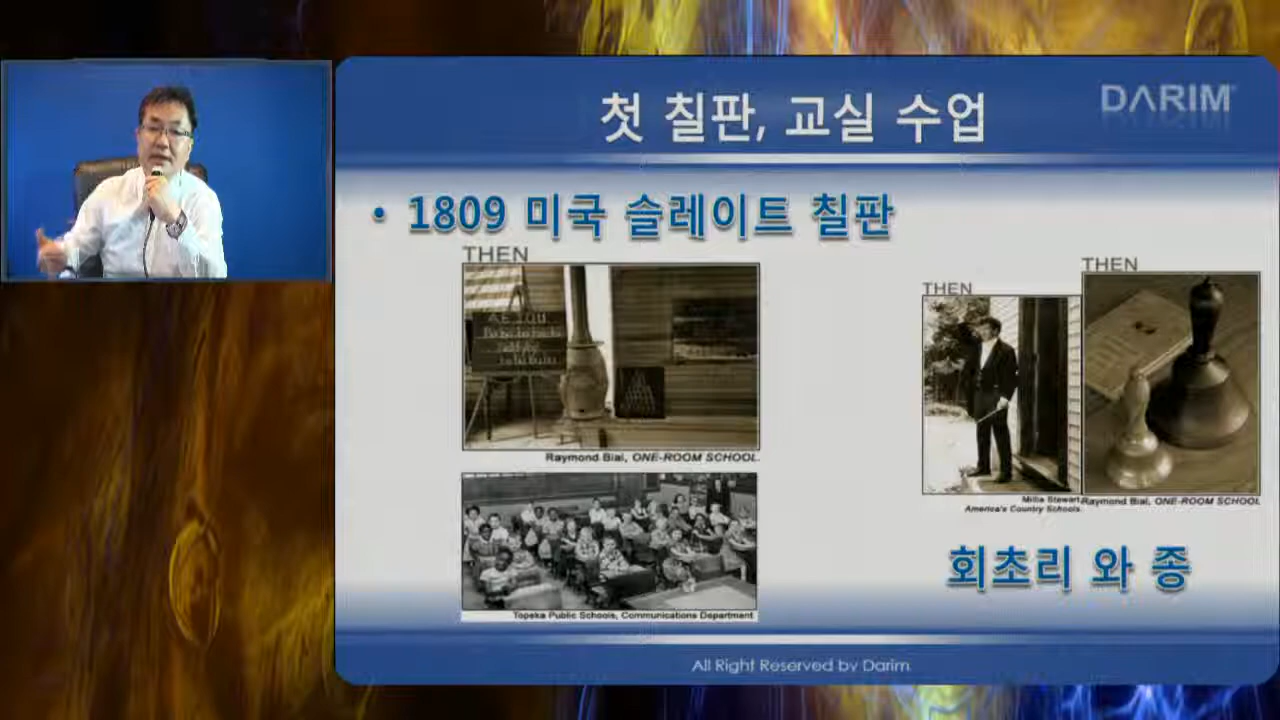 첫 칠판, 교실 수업
DARIM
• 1809 미국 슬레이트 칠판
THEN
Raymond Bial, ONE-ROOM SCHOOL.
Topeka Public Schools, Communications Department
THEN
America's Country Schools.
THEN
Raymond Bial, ONE-ROOM SCHOOL
회초리 와 종
All Right Reserved by Darim